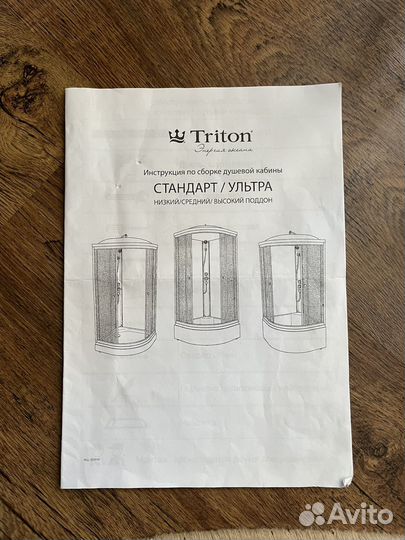 Triton
Энергия океана
Инструкция по сборке душевой кабины
СТАНДАРТ / УЛЬТРА
НИЗКИЙ/СРЕДНИЙ/ ВЫСОКИЙ ПОДДОН
Avito